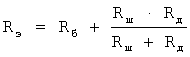 Rэ = Rб + (Rш · Rд) / (Rш + Rд)